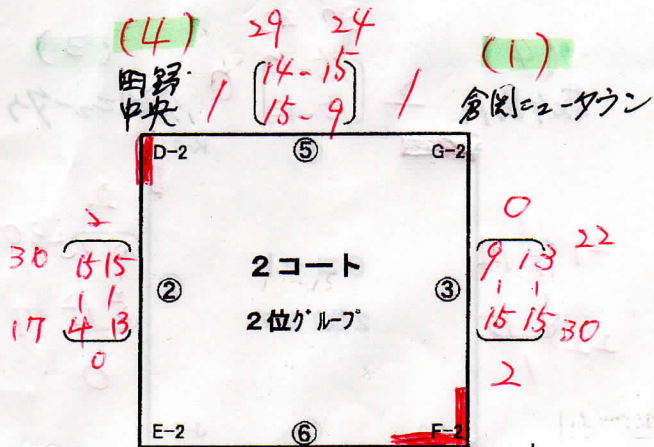 (4) 29 24 (1)
田野 14-15
中央 1 15-9 1 倉岡ニュータウン
D-2 ⑤ G-2
2 0
30 15 15 2コート 9 13 22
1 1 ② ③ 1 1
17 4 13 2位グループ 15 15 30
0 2
E-2 ⑥ F-2